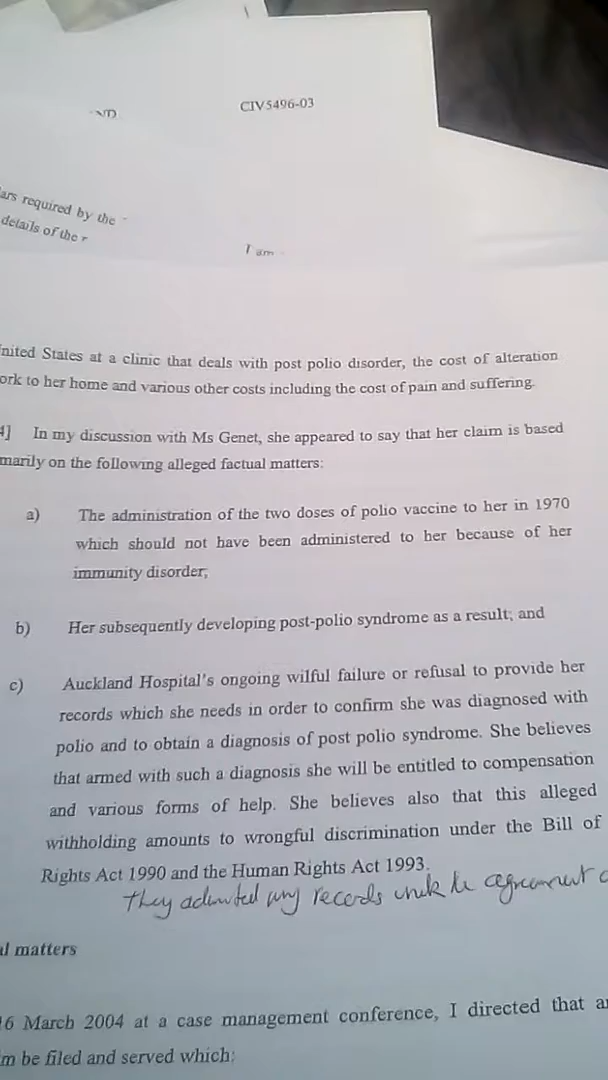 CIV5496-03
ars required by the
details of the
I am
nited States at a clinic that deals with post polio disorder, the cost of alteration
ork to her home and various other costs including the cost of pain and suffering.
4] In my discussion with Ms Genet, she appeared to say that her claim is based
marily on the following alleged factual matters:
a) The administration of the two doses of polio vaccine to her in 1970
which should not have been administered to her because of her
immunity disorder;
b) Her subsequently developing post-polio syndrome as a result; and
c) Auckland Hospital's ongoing wilful failure or refusal to provide her
records which she needs in order to confirm she was diagnosed with
polio and to obtain a diagnosis of post polio syndrome. She believes
that armed with such a diagnosis she will be entitled to compensation
and various forms of help. She believes also that this alleged
withholding amounts to wrongful discrimination under the Bill of
Rights Act 1990 and the Human Rights Act 1993.
They admitted my records agreement
al matters
16 March 2004 at a case management conference, I directed that a
m be filed and served which: